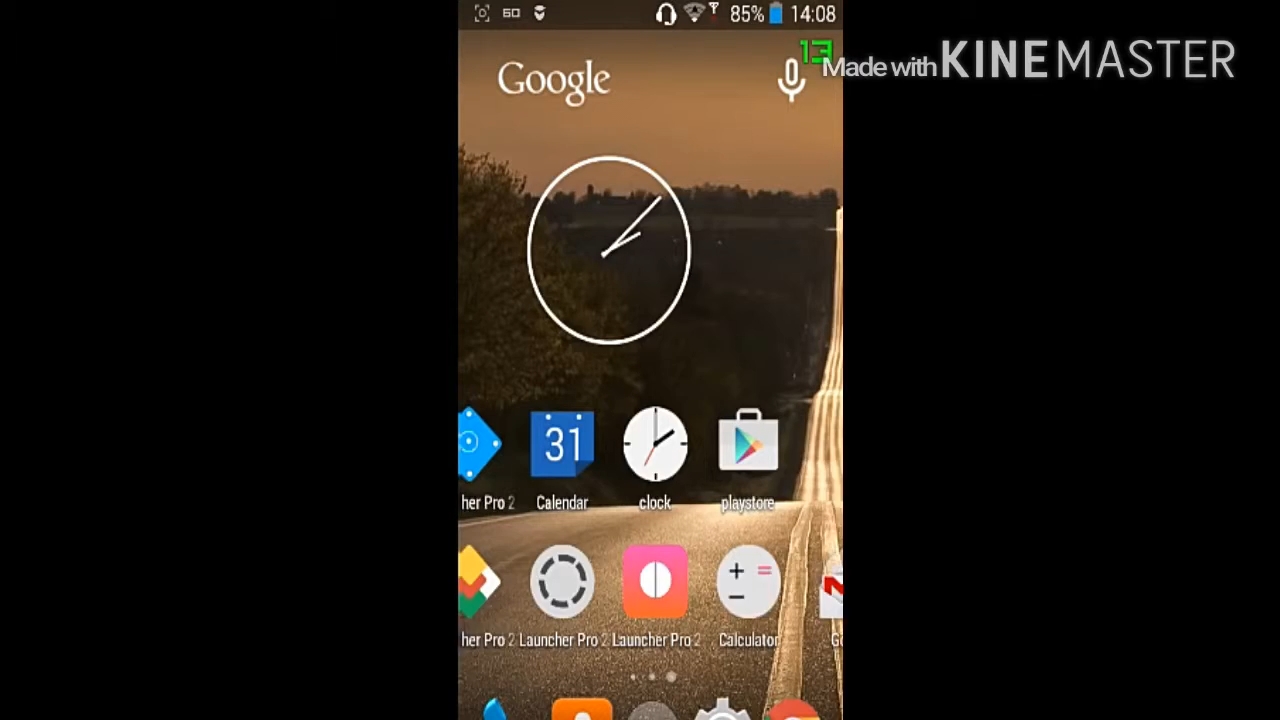 GO 85% 14:08
13
Made with KINEMASTER
Google
31
her Pro 2 Calendar clock playstore
her Pro 2 Launcher Pro 2 Launcher Pro 2 Calculator